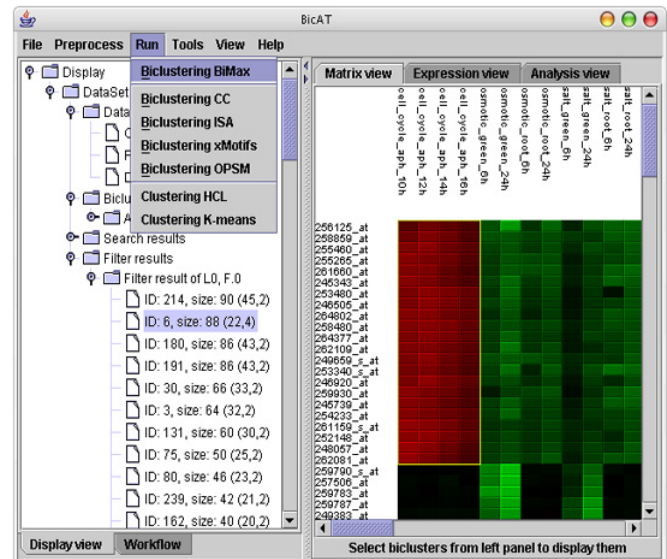 BicAT
File Preprocess Run Tools View Help
Display
DataSet
Data
Biclu
Search results
Filter results
Filter result of L0, F.0
ID: 214, size: 90 (45,2)
ID: 6, size: 88 (22,4)
ID: 180, size: 86 (43,2)
ID: 191, size: 86 (43,2)
ID: 30, size: 66 (33,2)
ID: 3, size: 64 (32,2)
ID: 131, size: 60 (30,2)
ID: 75, size: 50 (25,2)
ID: 80, size: 46 (23,2)
ID: 239, size: 42 (21,2)
ID: 162, size: 40 (20,2)
Display view Workflow
Biclustering BiMax
Biclustering CC
Biclustering ISA
Biclustering xMotifs
Biclustering OPSM
Clustering HCL
Clustering K-means
Matrix view Expression view Analysis view
cell_cycle_aph_10h
cell_cycle_aph_12h
cell_cycle_aph_14h
cell_cycle_aph_16h
osmotic_green_6h
osmotic_green_24h
osmotic_root_6h
osmotic_root_24h
salt_green_6h
salt_green_24h
salt_root_6h
salt_root_24h
256125_at
258859_at
255460_at
255265_at
261660_at
245343_at
253480_at
246505_at
264802_at
258480_at
264377_at
262109_at
249659_s_at
253340_s_at
246920_at
259930_at
245739_at
254233_at
261159_s_at
252148_at
248057_at
262081_at
259790_s_at
257506_at
259783_at
259787_at
249383_at
Select biclusters from left panel to display them